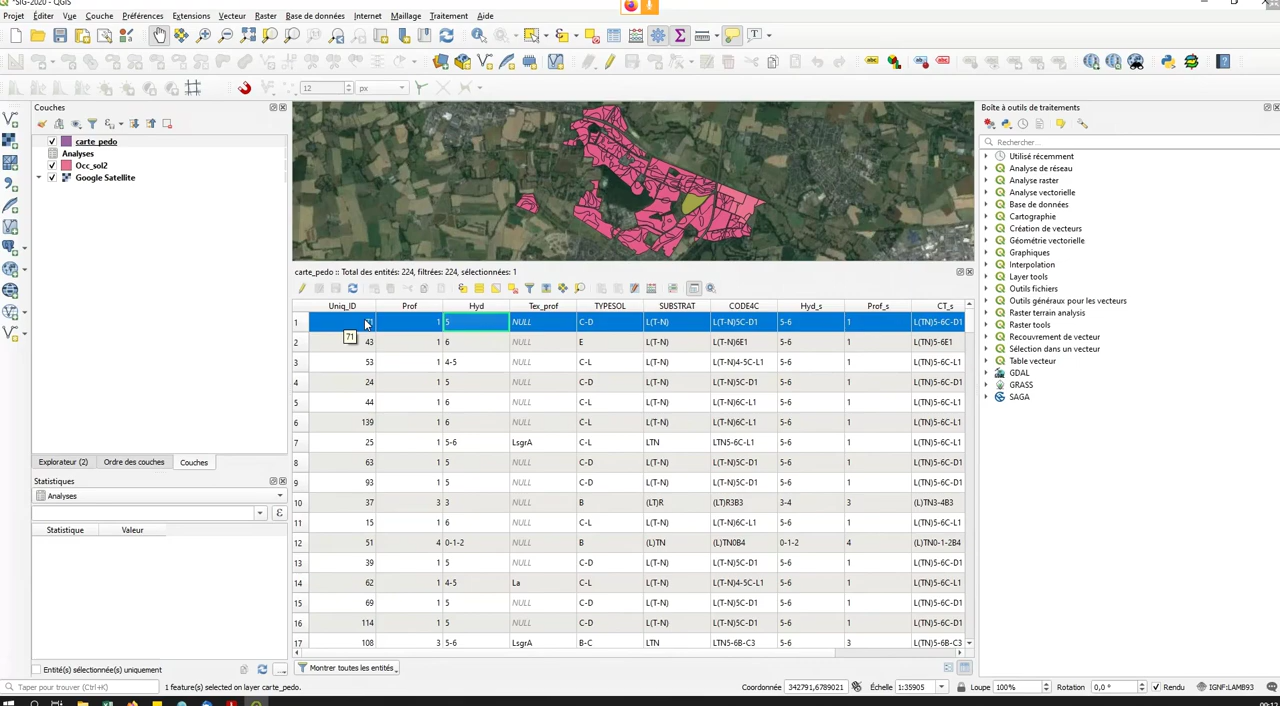 *SIG-2020 - QGIS
Projet Éditer Vue Couche Préférences Extensions Vecteur Raster Base de données Internet Maillage Traitement Aide
12 px
Couches
carte_pedo
Analyses
Occ_sol2
Google Satellite
Explorateur (2) Ordre des couches Couches
Statistiques
Analyses
Statistique Valeur
Entité(s) sélectionnée(s) uniquement
carte_pedo :: Total des entités: 224, filtrées: 224, sélectionnées: 1
Uniq_ID Prof Hyd Tex_prof TYPESOL SUBSTRAT CODE4C Hyd_s Prof_s CT_s
1 71 1 5 NULL C-D L(T-N) L(T-N)5C-D1 5-6 1 L(TN)5-6C-D1
71
2 43 1 6 NULL E L(T-N) L(T-N)6E1 5-6 1 L(TN)5-6E1
3 53 1 4-5 NULL C-L L(T-N) L(T-N)4-5C-L1 5-6 1 L(TN)5-6C-L1
4 24 1 5 NULL C-D L(T-N) L(T-N)5C-D1 5-6 1 L(TN)5-6C-D1
5 44 1 6 NULL C-L L(T-N) L(T-N)6C-L1 5-6 1 L(TN)5-6C-L1
6 139 1 6 NULL C-L L(T-N) L(T-N)6C-L1 5-6 1 L(TN)5-6C-L1
7 25 1 5-6 LsgrA C-L LTN LTN5-6C-L1 5-6 1 L(TN)5-6C-L1
8 63 1 5 NULL C-D L(T-N) L(T-N)5C-D1 5-6 1 L(TN)5-6C-D1
9 93 1 5 NULL C-D L(T-N) L(T-N)5C-D1 5-6 1 L(TN)5-6C-D1
10 37 3 3 NULL B (LT)R (LT)R3B3 3-4 3 (L)TN3-4B3
11 15 1 6 NULL C-L L(T-N) L(T-N)6C-L1 5-6 1 L(TN)5-6C-L1
12 51 4 0-1-2 NULL B (L)TN (L)TN0B4 0-1-2 4 (L)TN0-1-2B4
13 39 1 5 NULL C-D L(T-N) L(T-N)5C-D1 5-6 1 L(TN)5-6C-D1
14 62 1 4-5 La C-L L(T-N) L(T-N)4-5C-L1 5-6 1 L(TN)5-6C-L1
15 69 1 5 NULL C-D L(T-N) L(T-N)5C-D1 5-6 1 L(TN)5-6C-D1
16 114 1 5 NULL C-D L(T-N) L(T-N)5C-D1 5-6 1 L(TN)5-6C-D1
17 108 3 5-6 LsgrA B-C LTN LTN5-6B-C3 5-6 3 L(TN)5-6B-C3
Montrer toutes les entités
Boîte à outils de traitements
Rechercher...
Utilisé récemment
Analyse de réseau
Analyse raster
Analyse vectorielle
Base de données
Cartographie
Création de vecteurs
Géométrie vectorielle
Graphiques
Interpolation
Layer tools
Outils fichiers
Outils généraux pour les vecteurs
Raster terrain analysis
Raster tools
Recouvrement de vecteur
Sélection dans un vecteur
Table vecteur
GDAL
GRASS
SAGA
Taper pour trouver (Ctrl+K) 1 feature(s) selected on layer carte_pedo. Coordonnée 342791,6789021 Échelle 1:35905 Loupe 100% Rotation 0,0 ° Rendu IGNF:LAMB93
00:12